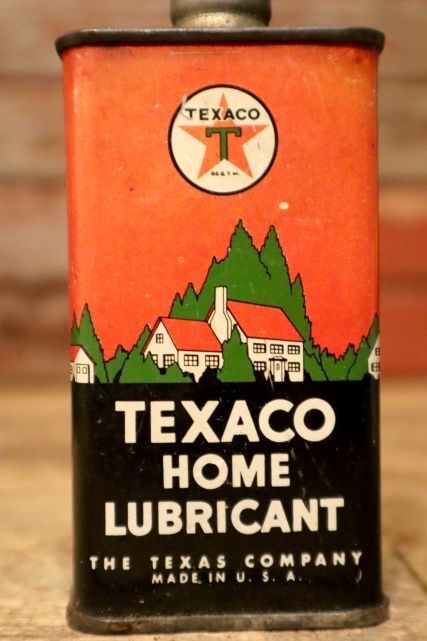 TEXACO
T
REG. T. M.
TEXACO
HOME
LUBRICANT
THE TEXAS COMPANY
MADE IN U. S. A.